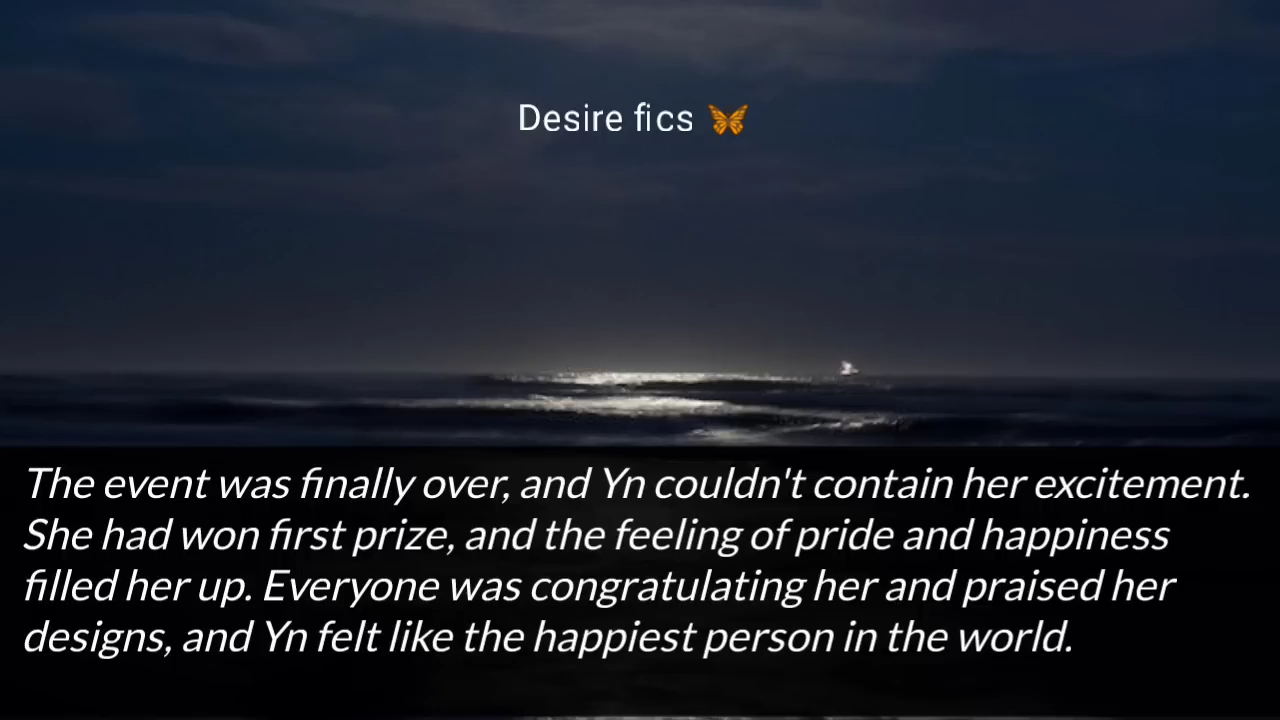 Desire fics 🦋
The event was finally over, and Yn couldn't contain her excitement.
She had won first prize, and the feeling of pride and happiness
filled her up. Everyone was congratulating her and praised her
designs, and Yn felt like the happiest person in the world.